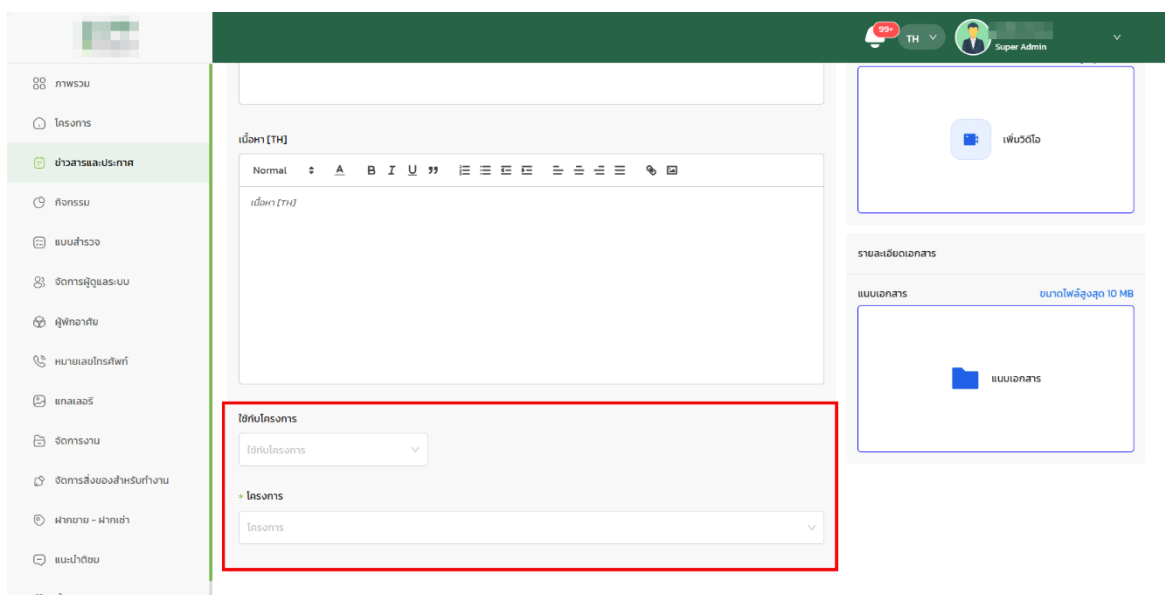 99+
TH
Super Admin
ภาพรวม
โครงการ
ข่าวสารและประกาศ
กิจกรรม
แบบสำรวจ
จัดการผู้ดูแลระบบ
ผู้พักอาศัย
หมายเลขโทรศัพท์
แกลเลอรี
จัดการงาน
จัดการสิ่งของสำหรับทำงาน
ฝากขาย - ฝากเช่า
แนะนำติชม
เนื้อหา [TH]
Normal
เนื้อหา [TH]
ใช้กับโครงการ
ใช้กับโครงการ
* โครงการ
โครงการ
เพิ่มวิดีโอ
รายละเอียดเอกสาร
แนบเอกสาร
ขนาดไฟล์สูงสุด 10 MB
แนบเอกสาร